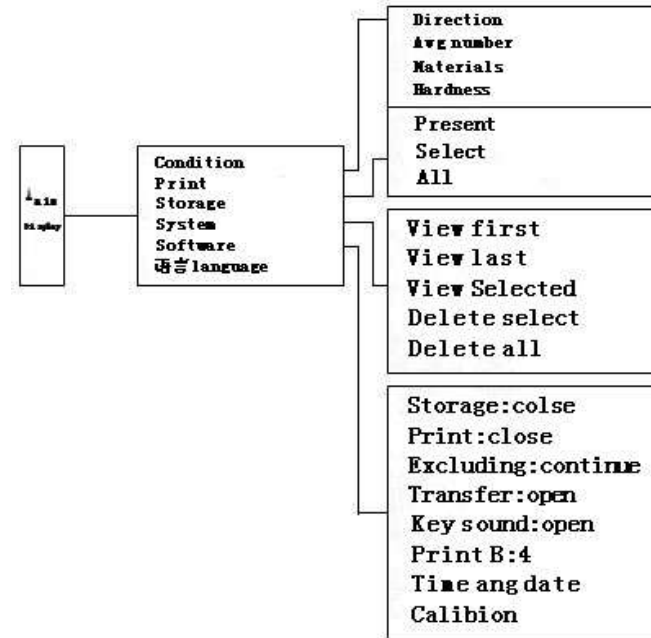 Display
Condition
Print
Storage
System
Software
语言language
Direction
Avg number
Materials
Hardness
Present
Select
All
View first
View last
View Selected
Delete select
Delete all
Storage:colse
Print:close
Excluding:continue
Transfer:open
Key sound:open
Print B:4
Time ang date
Calibion